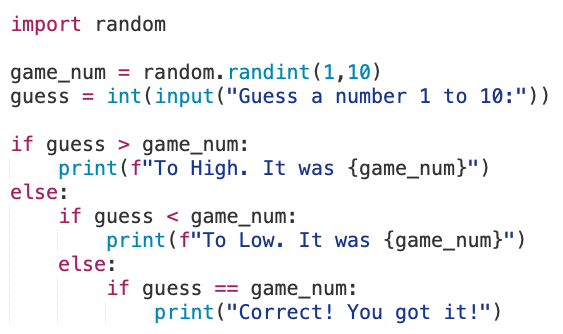 import random

game_num = random.randint(1,10)
guess = int(input("Guess a number 1 to 10:"))

if guess > game_num:
    print(f"To High. It was {game_num}")
else:
    if guess < game_num:
        print(f"To Low. It was {game_num}")
    else:
        if guess == game_num:
            print("Correct! You got it!")